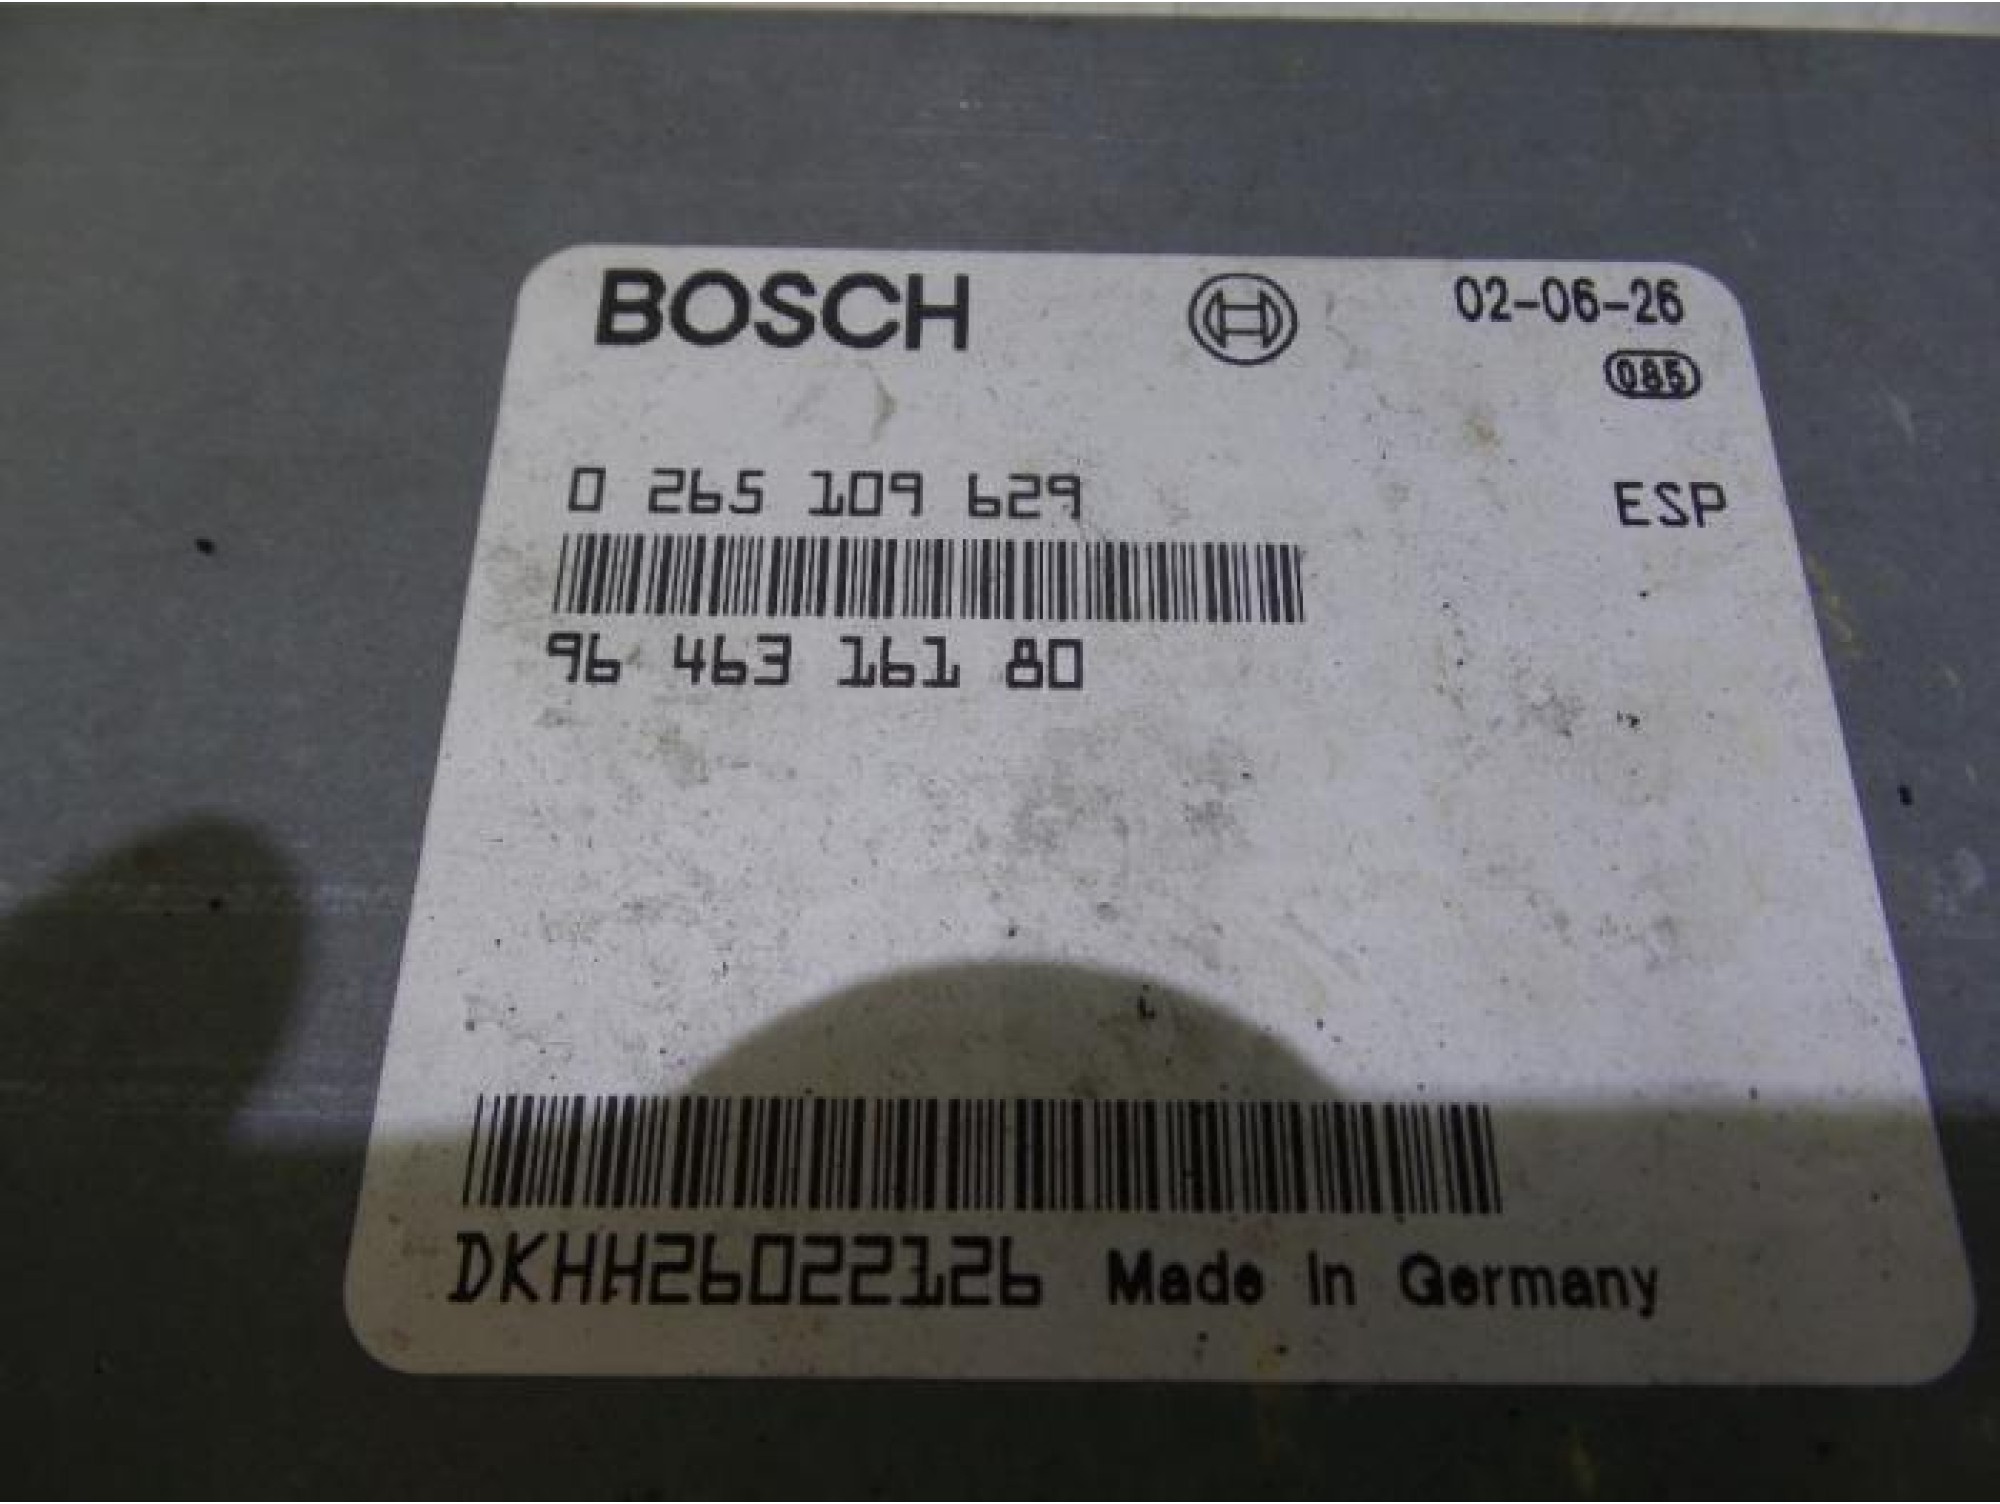 BOSCH 02-06-26
085
0 265 109 629 ESP
96 463 161 80
DKHH26022126 Made in Germany